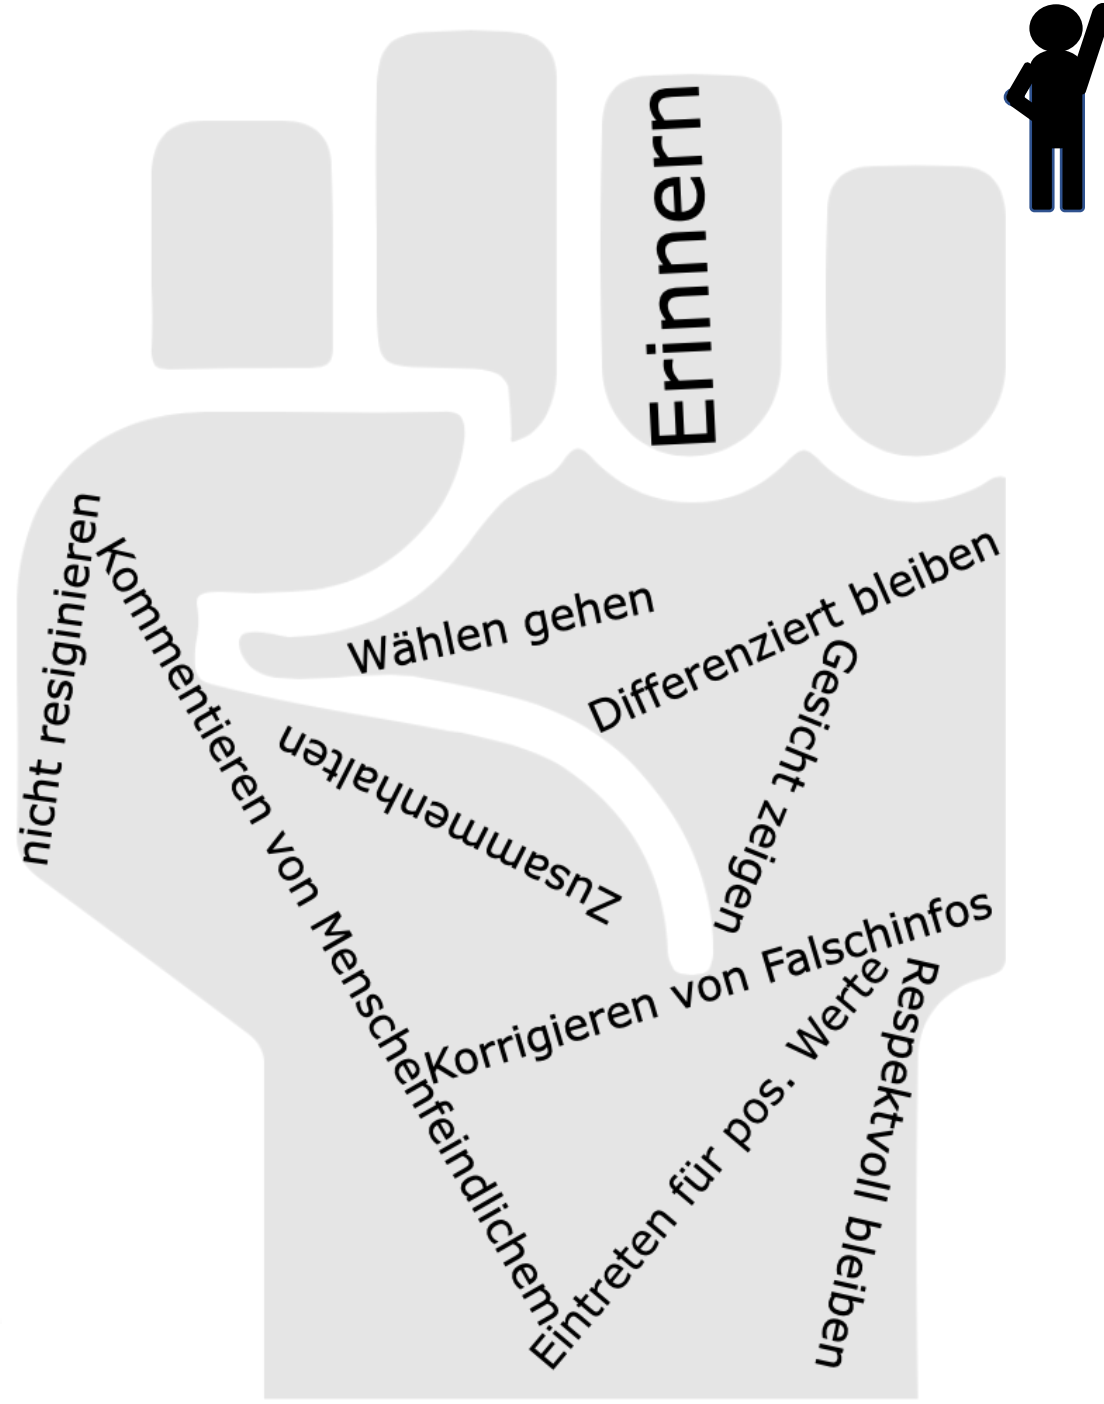 Erinnern
nicht resiginieren
Kommentieren von Menschenfeindlichem
Wählen gehen
Differenziert bleiben
Gesicht zeigen
Zusammenhalten
Korrigieren von Falschinfos
Eintreten für pos. Werte
Respektvoll bleiben